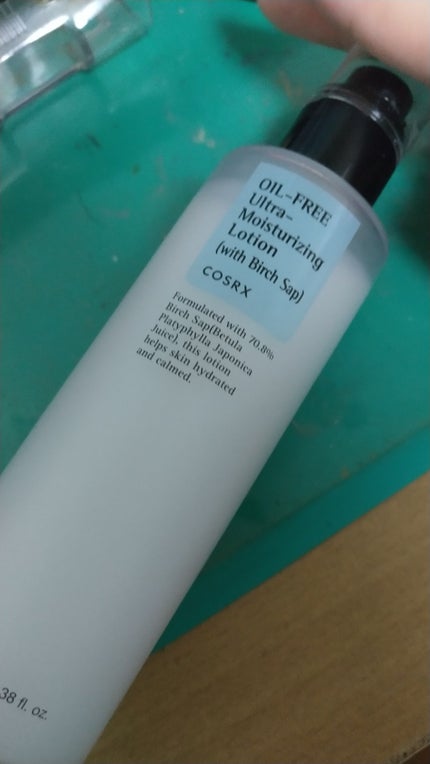 OIL-FREE
Ultra-
Moisturizing
Lotion
(with Birch Sap)
COSRX
Formulated with 70.8%
Birch Sap(Betula
Platyphylla Japonica
Juice), this lotion
helps skin hydrated
and calmed.
38 fl. oz.